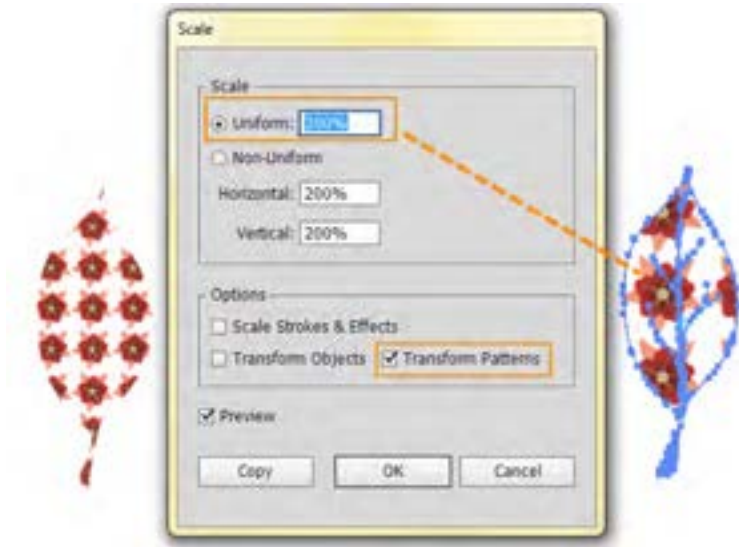 Scale
Scale
Uniform: 200%
Non-Uniform
Horizontal: 200%
Vertical: 200%
Options
Scale Strokes & Effects
Transform Objects Transform Patterns
Preview
Copy OK Cancel